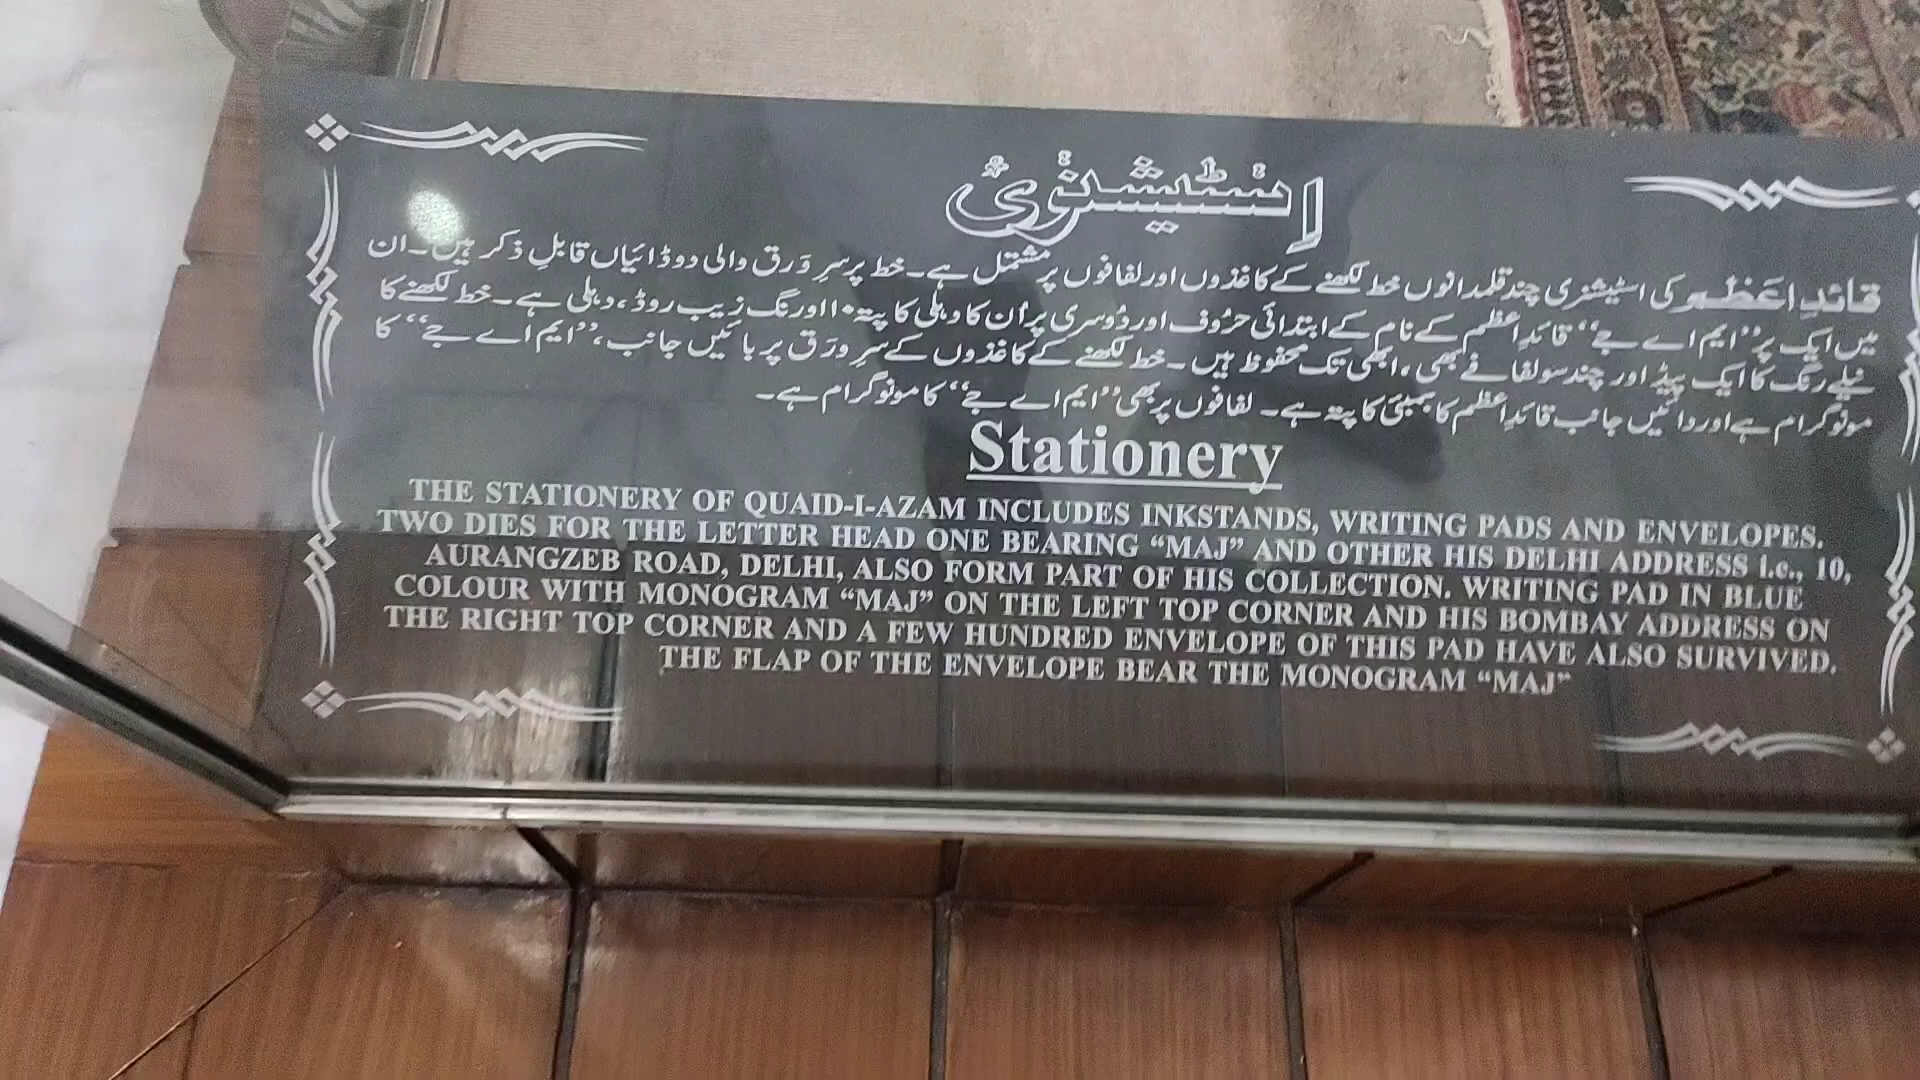 اسٹیشنری
قائدِاعظم کی اسٹیشنری چند قلمدانوں خط لکھنے کے کاغذوں اور لفافوں پر مشتمل ہے۔ خط پر سرِ وَرق والی دو ڈائیاں قابلِ ذکر ہیں۔ ان
میں ایک پر ’’ایم اے جے‘‘ قائدِاعظم کے نام کے ابتدائی حرُوف اور دُوسری پر اُن کا دہلی کا پتہ ۱۰ اورنگ زیب روڈ، دہلی ہے۔ خط لکھنے کا
نیلے رنگ کا ایک پیڈ اور چند سو لفافے بھی، ابھی تک محفوظ ہیں۔ خط لکھنے کے کاغذوں کے سرِ ورَق پر بائیں جانب، ’’ایم اے جے‘‘ کا
مونوگرام ہے اور دائیں جانب قائدِاعظم کا بمبئی کا پتہ ہے۔ لفافوں پر بھی ’’ایم اے جے‘‘ کا مونوگرام ہے۔
Stationery
THE STATIONERY OF QUAID-I-AZAM INCLUDES INKSTANDS, WRITING PADS AND ENVELOPES.
TWO DIES FOR THE LETTER HEAD ONE BEARING “MAJ” AND OTHER HIS DELHI ADDRESS I.e., 10,
AURANGZEB ROAD, DELHI, ALSO FORM PART OF HIS COLLECTION. WRITING PAD IN BLUE
COLOUR WITH MONOGRAM “MAJ” ON THE LEFT TOP CORNER AND HIS BOMBAY ADDRESS ON
THE RIGHT TOP CORNER AND A FEW HUNDRED ENVELOPE OF THIS PAD HAVE ALSO SURVIVED.
THE FLAP OF THE ENVELOPE BEAR THE MONOGRAM “MAJ”